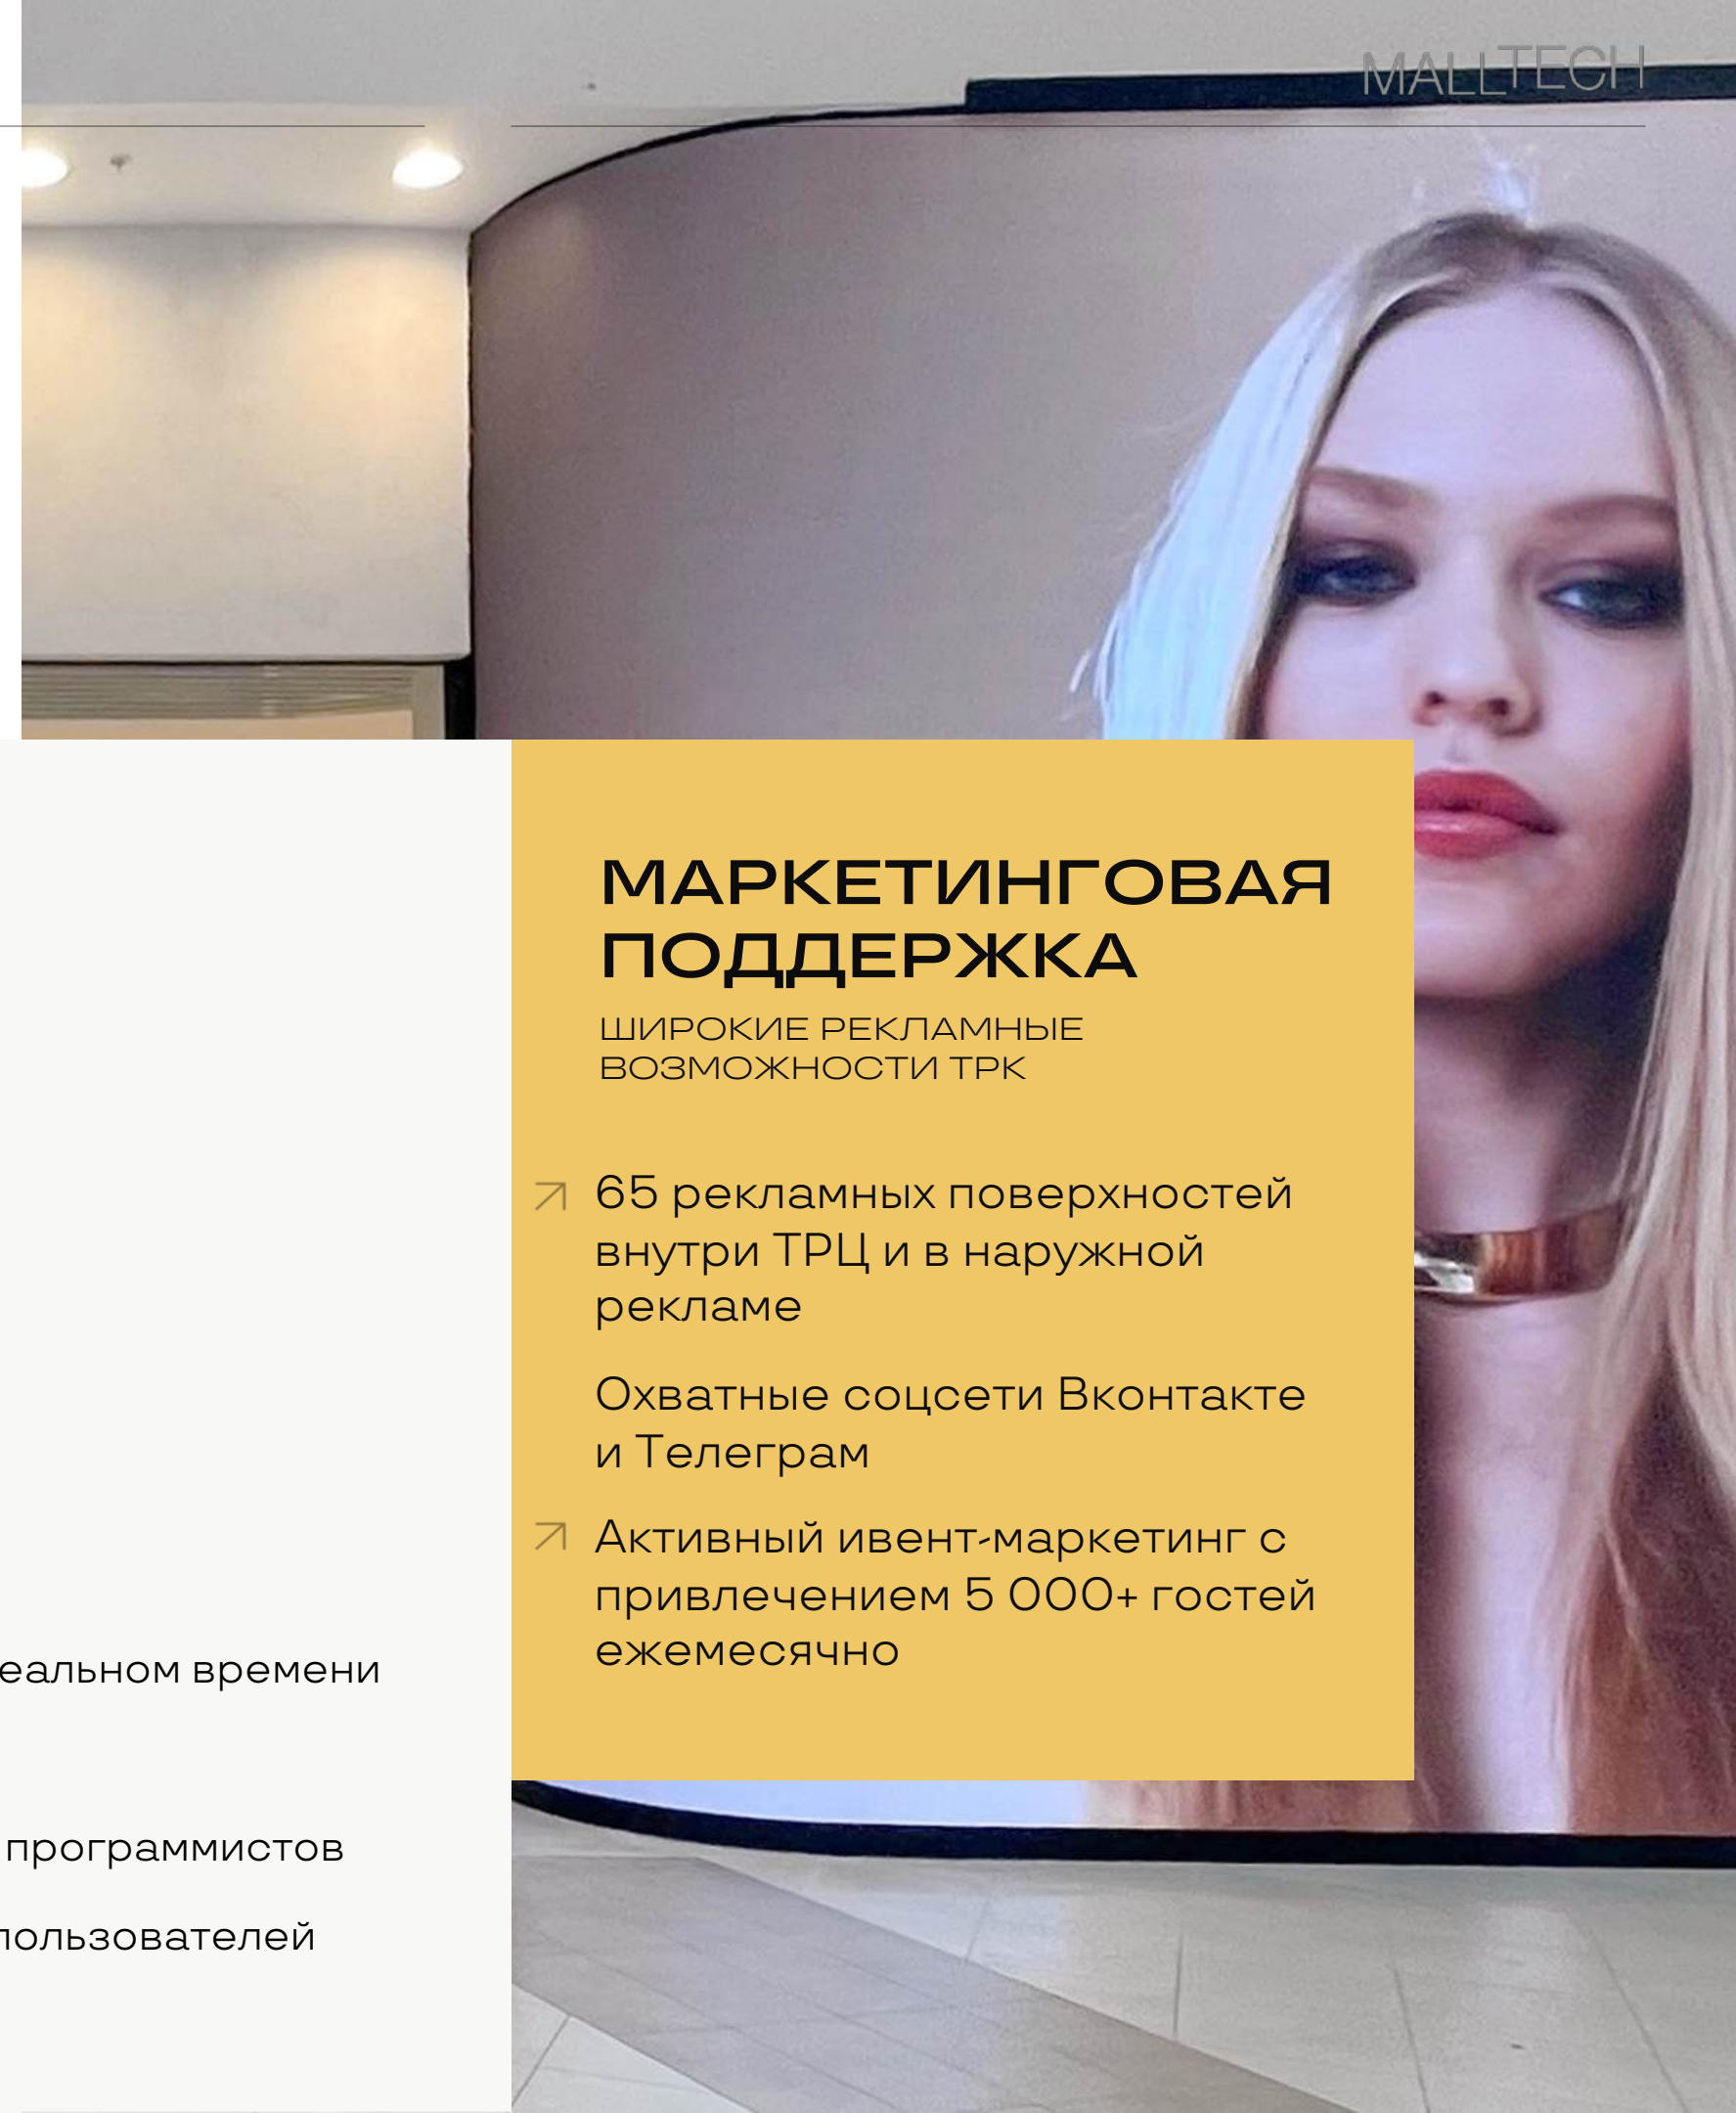 MALLTECH
МАРКЕТИНГОВАЯ
ПОДДЕРЖКА
ШИРОКИЕ РЕКЛАМНЫЕ
ВОЗМОЖНОСТИ ТРК
65 рекламных поверхностей
внутри ТРЦ и в наружной
рекламе
Охватные соцсети Вконтакте
и Телеграм
Активный ивент-маркетинг с
привлечением 5 000+ гостей
ежемесячно
еальном времени
программистов
пользователей